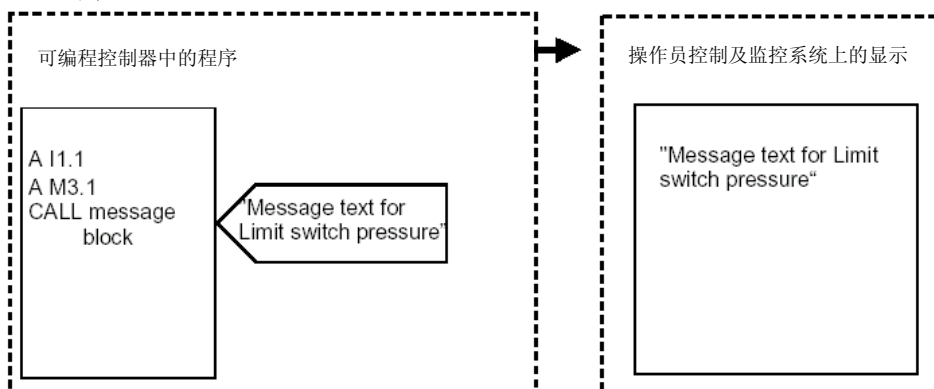 可编程控制器中的程序
A I1.1
A M3.1
CALL message
block
"Message text for
Limit switch pressure"
操作员控制及监控系统上的显示
"Message text for Limit
switch pressure“